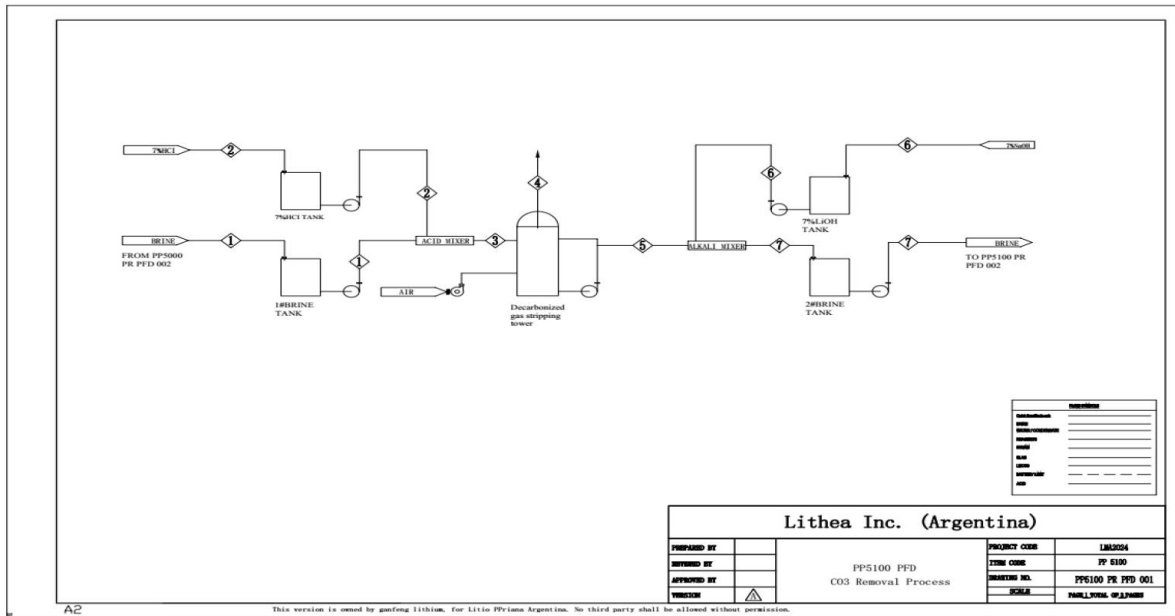 7%HCl
2
7%HCl TANK
2
BRINE
1
FROM PP5000
PR PFD 002
1#BRINE
TANK
1
ACID MIXER
3
AIR
4
Decarbonized
gas stripping
tower
5
ALKALI MIXER
6
6
7%NaOH
7%LiOH
TANK
7
2#BRINE
TANK
7
BRINE
TO PP5100 PR
PFD 002
Lithea Inc. (Argentina)
PREPARED BY
REVIEWED BY
APPROVED BY
VERSION
A
PP5100 PFD
CO3 Removal Process
PROJECT CODE
LMA2024
ITEM CODE
PP 5100
DRAWING NO.
PP5100 PR PFD 001
SCALE
A2
This version is owned by ganfeng lithium, for Litio PPriana Argentina. No third party shall be allowed without permission.